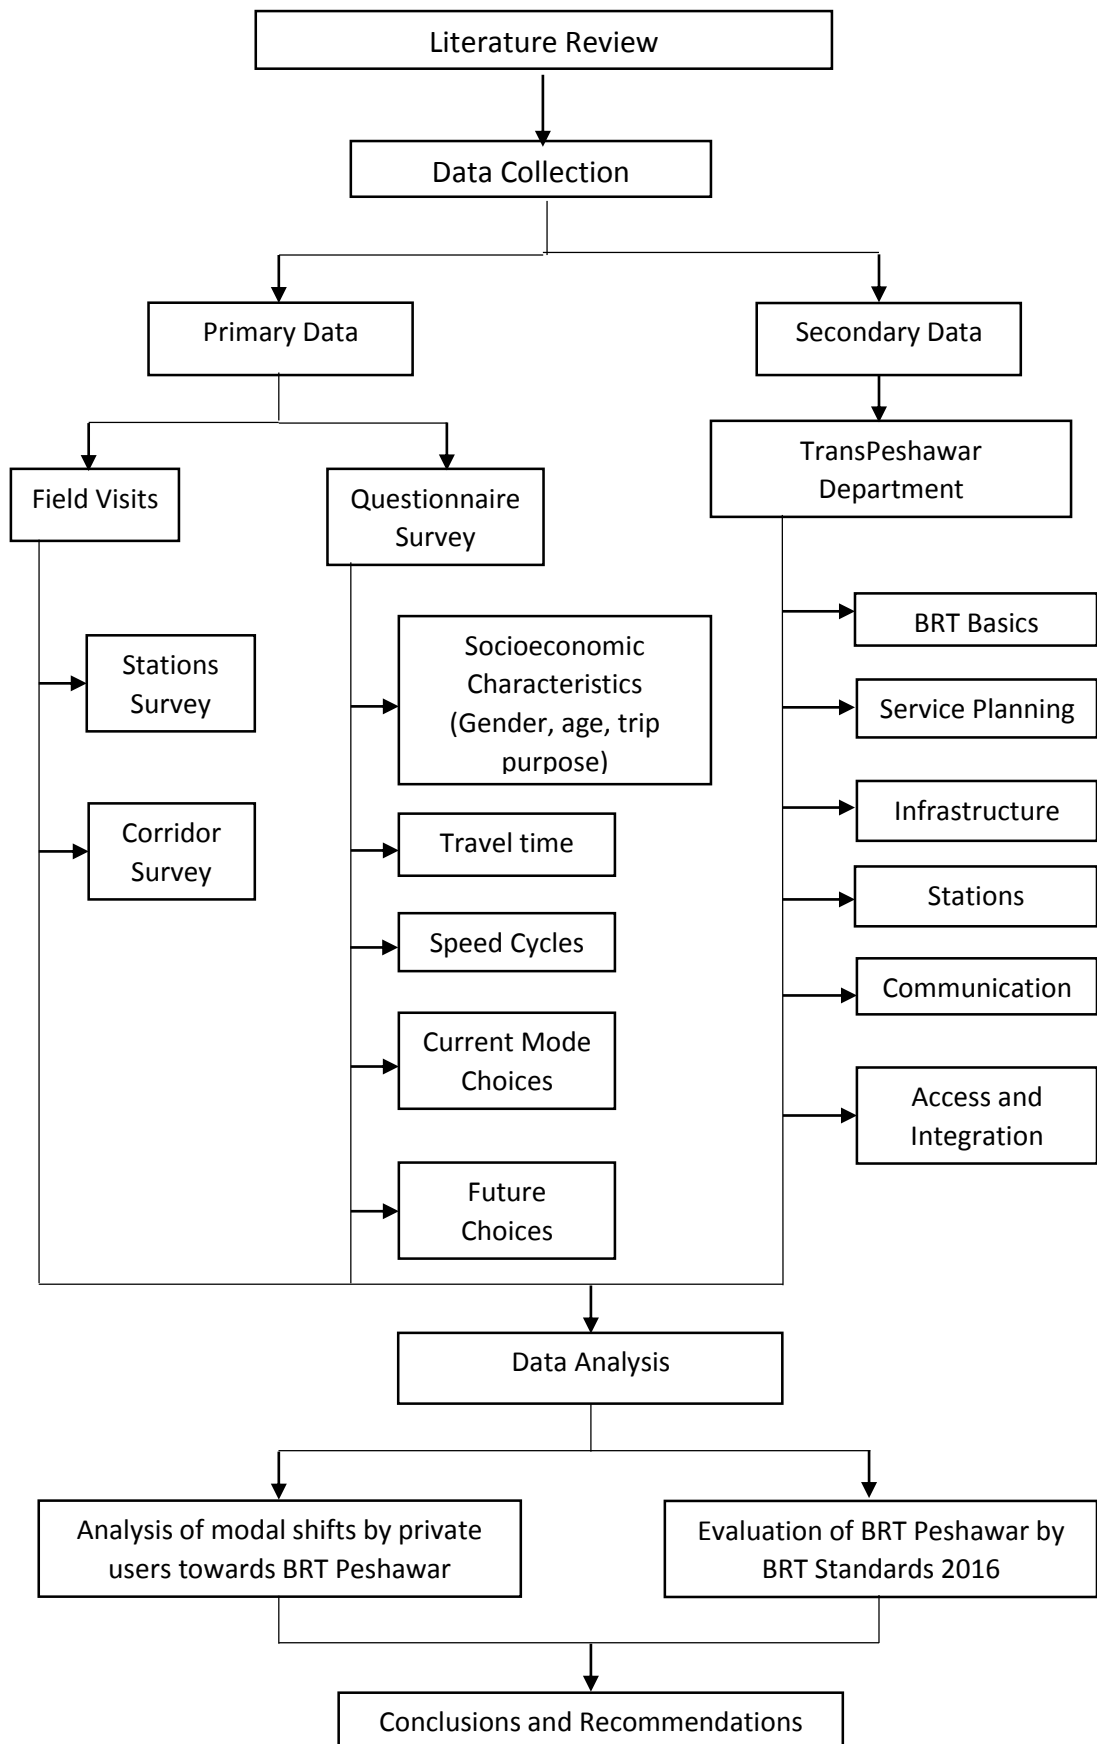 Literature Review
Data Collection
Primary Data
Secondary Data
TransPeshawar
Department
Field Visits
Questionnaire
Survey
BRT Basics
Socioeconomic
Characteristics
(Gender, age, trip
purpose)
Stations
Survey
Service Planning
Infrastructure
Corridor
Survey
Travel time
Stations
Speed Cycles
Communication
Current Mode
Choices
Access and
Integration
Future
Choices
Data Analysis
Analysis of modal shifts by private
users towards BRT Peshawar
Evaluation of BRT Peshawar by
BRT Standards 2016
Conclusions and Recommendations